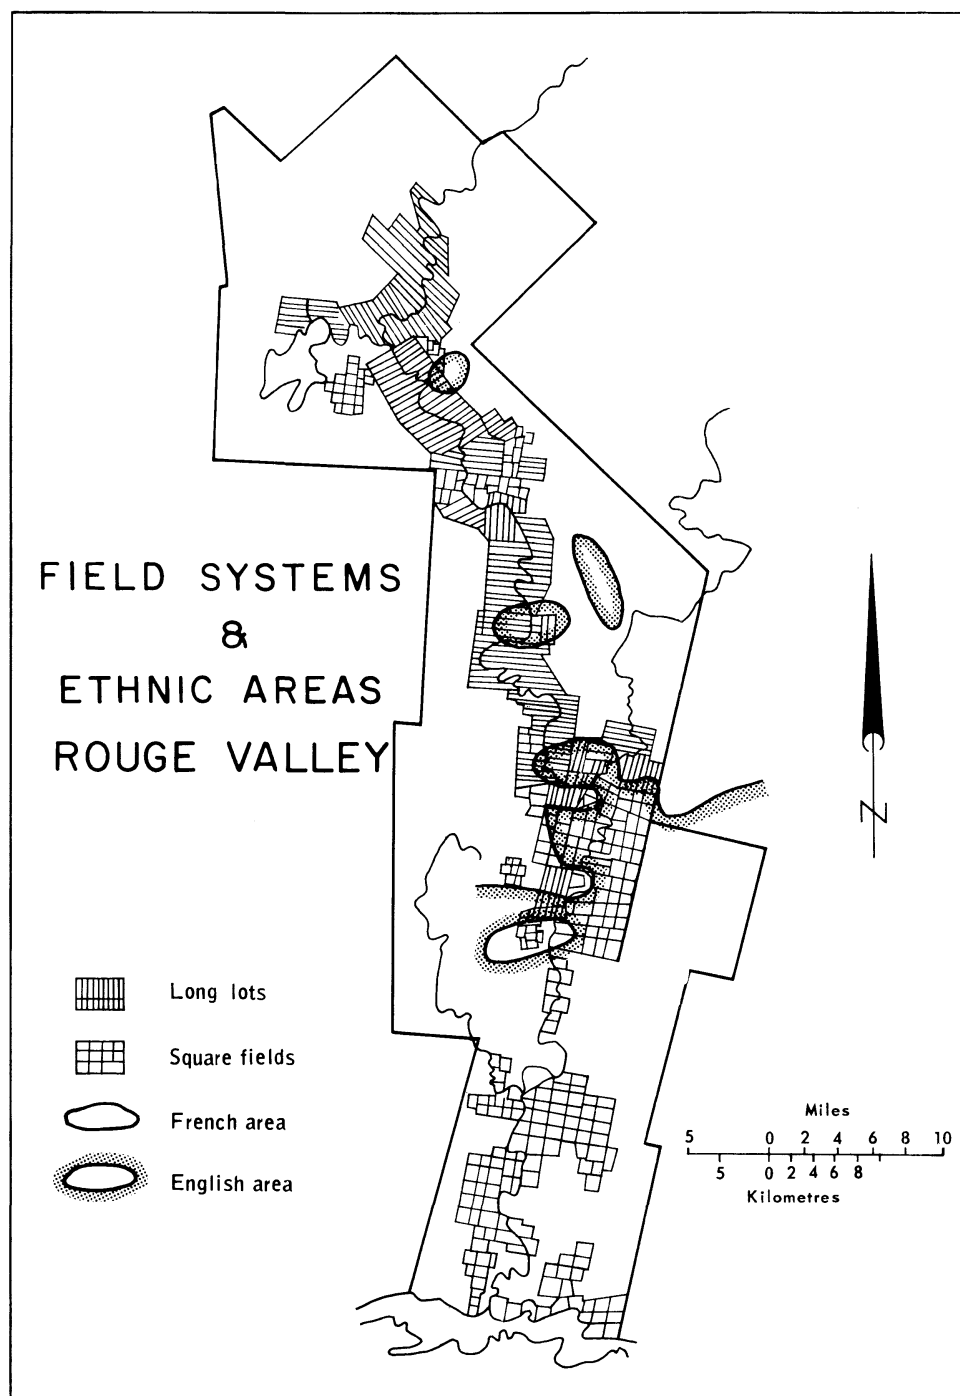 FIELD SYSTEMS
&
ETHNIC AREAS
ROUGE VALLEY
N
Long lots
Square fields
French area
English area
Miles
5 0 2 4 6 8 10
5 0 2 4 6 8
Kilometres